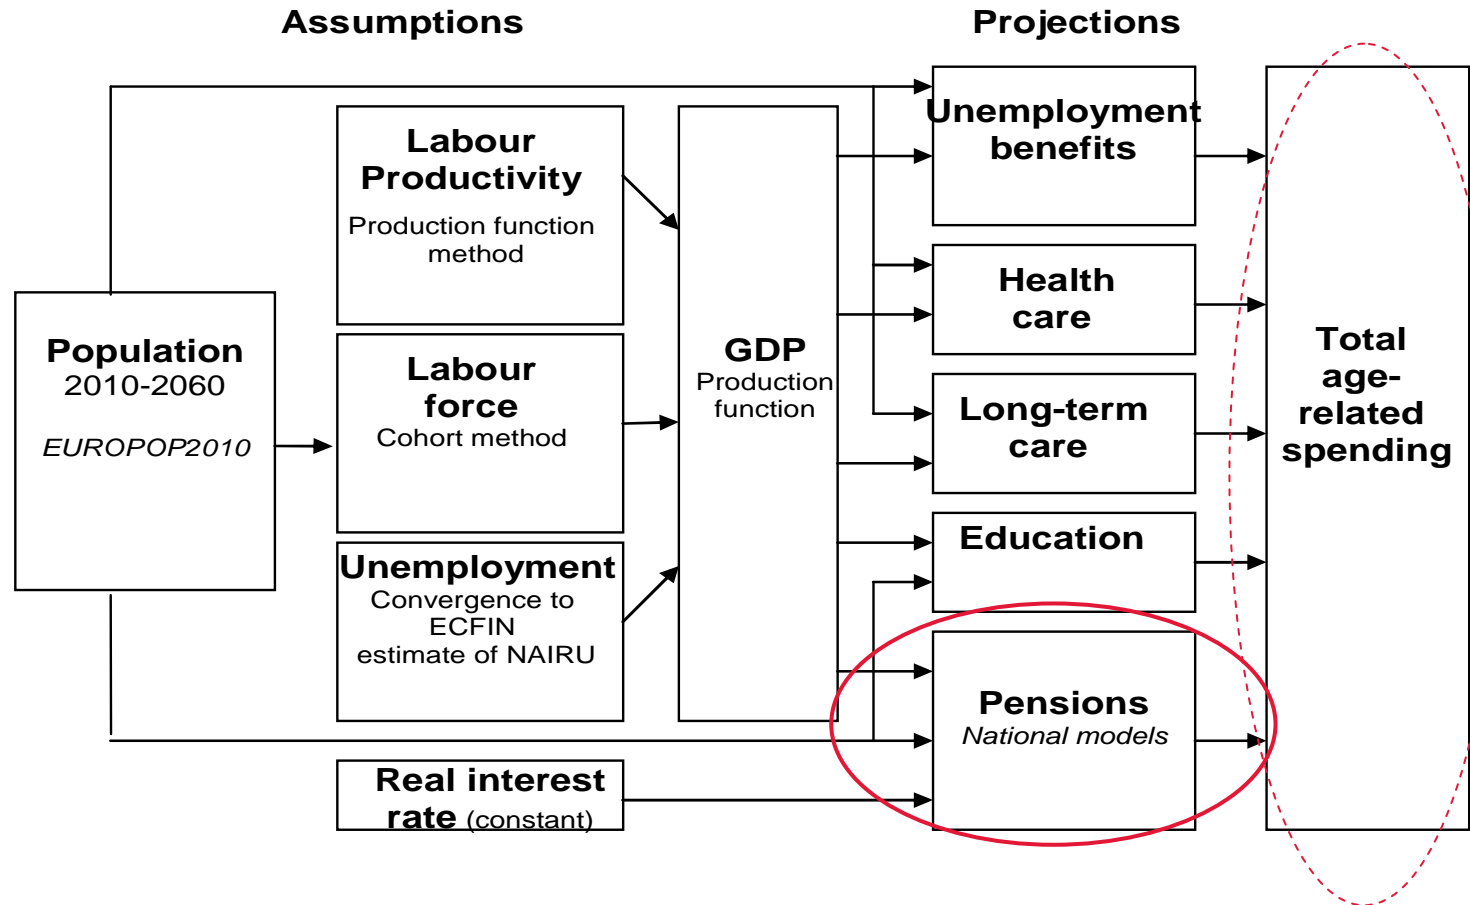 Assumptions
Projections
Population
2010-2060
EUROPOP2010
Labour
Productivity
Production function
method
Labour
force
Cohort method
Unemployment
Convergence to
ECFIN
estimate of NAIRU
Real interest
rate (constant)
GDP
Production
function
Unemployment
benefits
Health
care
Long-term
care
Education
Pensions
National models
Total
age-
related
spending